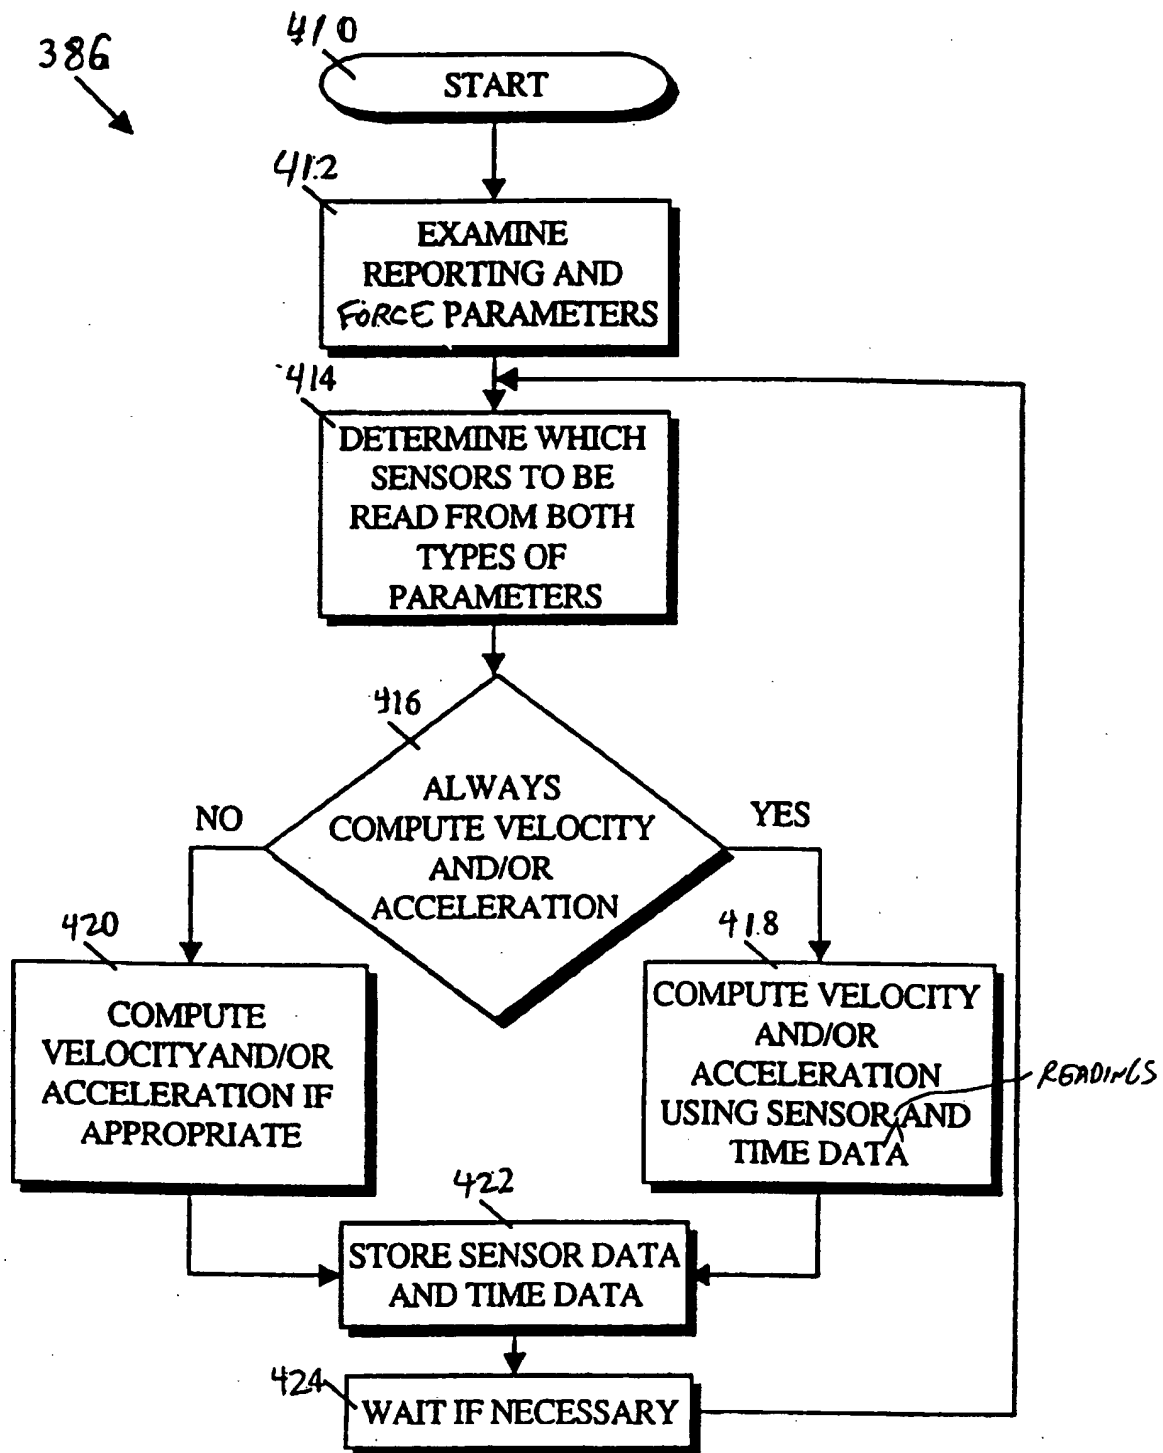 386
410
START
412
EXAMINE
REPORTING AND
FORCE PARAMETERS
414
DETERMINE WHICH
SENSORS TO BE
READ FROM BOTH
TYPES OF
PARAMETERS
416
ALWAYS
COMPUTE VELOCITY
AND/OR
ACCELERATION
NO
YES
420
COMPUTE
VELOCITYAND/OR
ACCELERATION IF
APPROPRIATE
418
COMPUTE VELOCITY
AND/OR
ACCELERATION
USING SENSOR AND
TIME DATA
READINGS
422
STORE SENSOR DATA
AND TIME DATA
424
WAIT IF NECESSARY